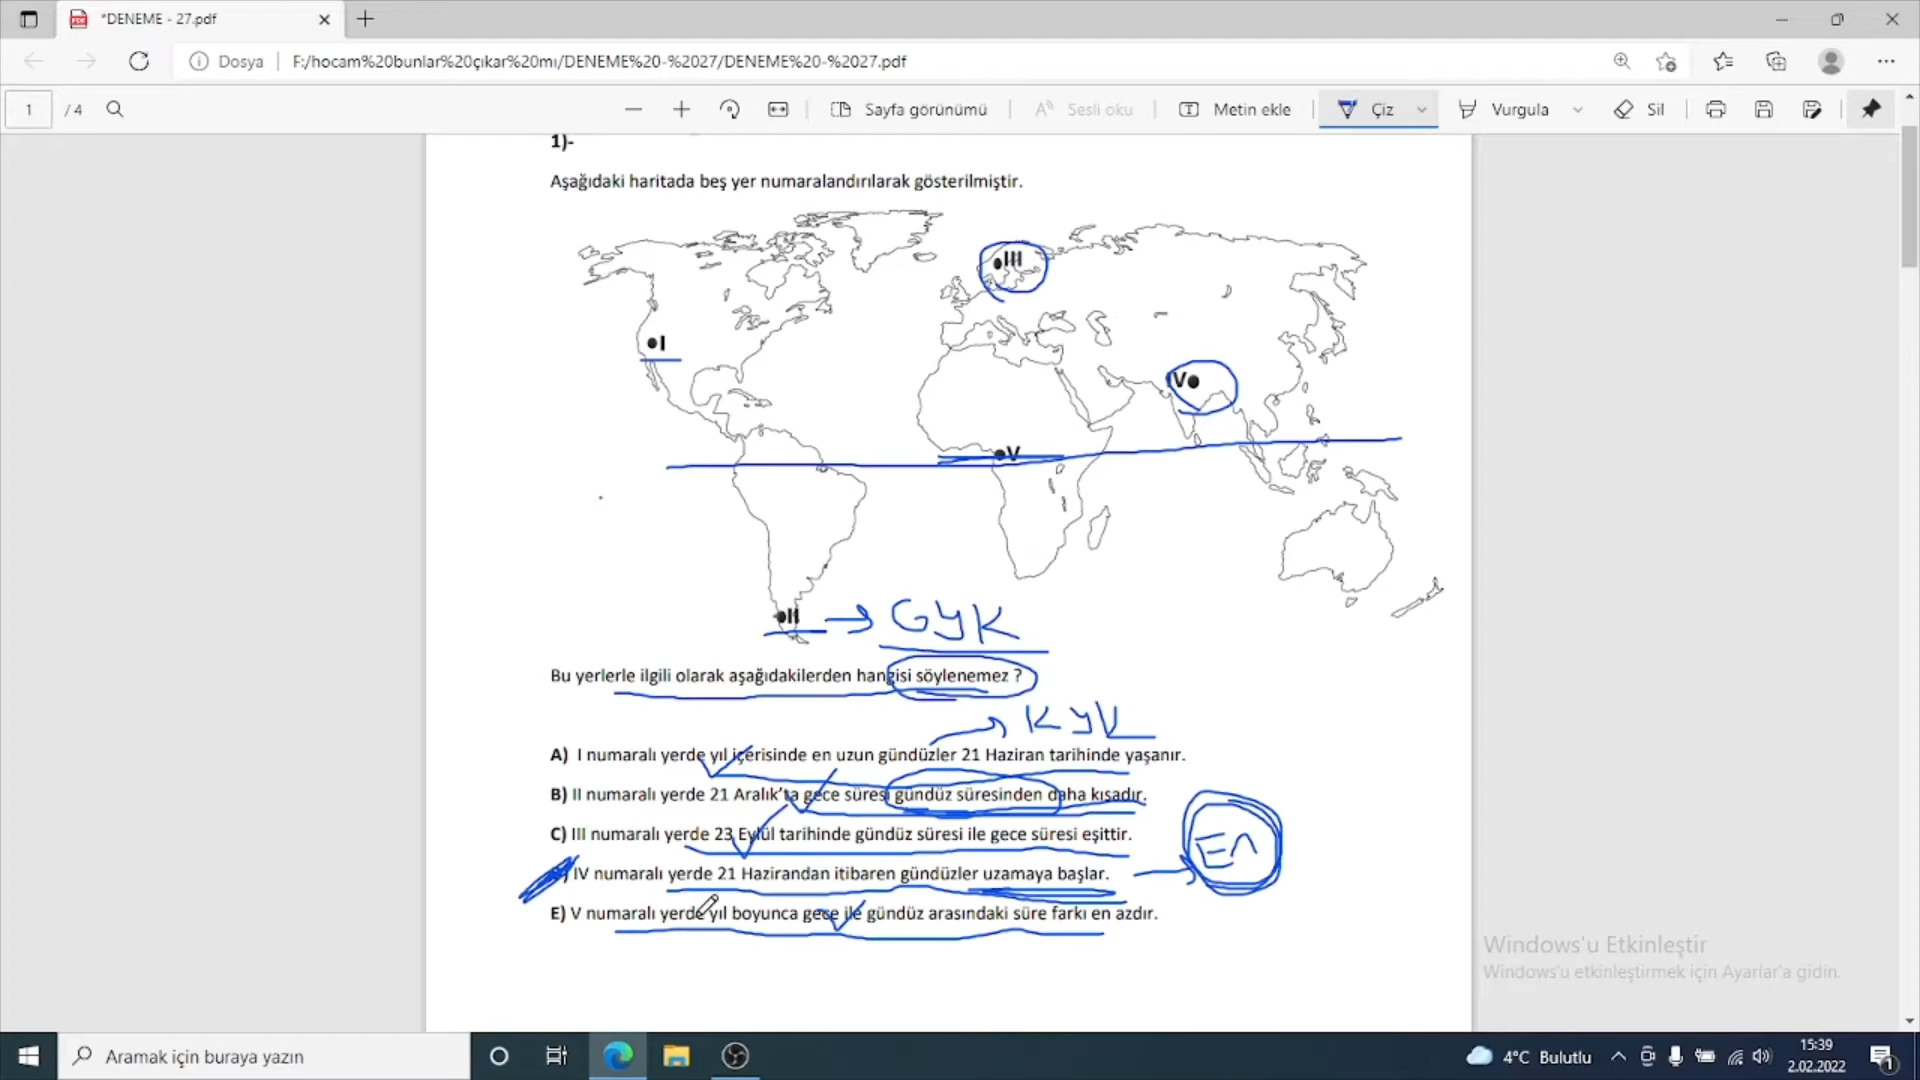 *DENEME - 27.pdf
Dosya F:/hocam%20bunlar%20çıkar%20mı/DENEME%20-%2027/DENEME%20-%2027.pdf
1 / 4 Sayfa görünümü Sesli oku Metin ekle Çiz Vurgula Sil
1)-
Aşağıdaki haritada beş yer numaralandırılarak gösterilmiştir.
III
I
IV
V
II GYK
Bu yerlerle ilgili olarak aşağıdakilerden hangisi söylenemez ?
KYK
A) I numaralı yerde yıl içerisinde en uzun gündüzler 21 Haziran tarihinde yaşanır.
B) II numaralı yerde 21 Aralık'ta gece süresi gündüz süresinden daha kısadır.
C) III numaralı yerde 23 Eylül tarihinde gündüz süresi ile gece süresi eşittir.
En
IV numaralı yerde 21 Hazirandan itibaren gündüzler uzamaya başlar.
E) V numaralı yerde yıl boyunca gece ile gündüz arasındaki süre farkı en azdır.
Windows'u Etkinleştir
Windows'u etkinleştirmek için Ayarlar'a gidin.
Aramak için buraya yazın
4°C Bulutlu
15:39
2.02.2022
1